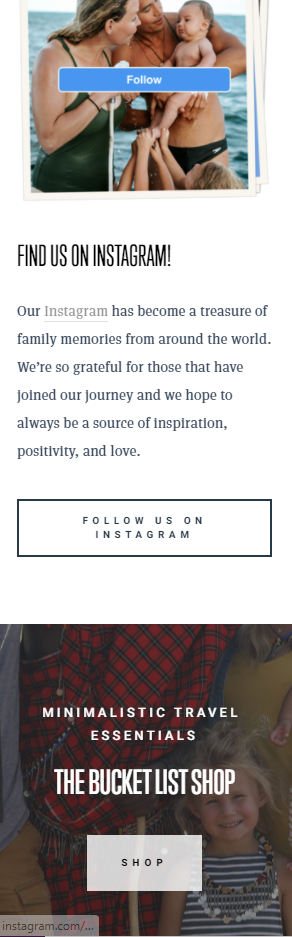 Follow
FIND US ON INSTAGRAM!
Our Instagram has become a treasure of
family memories from around the world.
We're so grateful for those that have
joined our journey and we hope to
always be a source of inspiration,
positivity, and love.
FOLLOW US ON
INSTAGRAM
MINIMALISTIC TRAVEL
ESSENTIALS
THE BUCKET LIST SHOP
SHOP
instagram.com/...